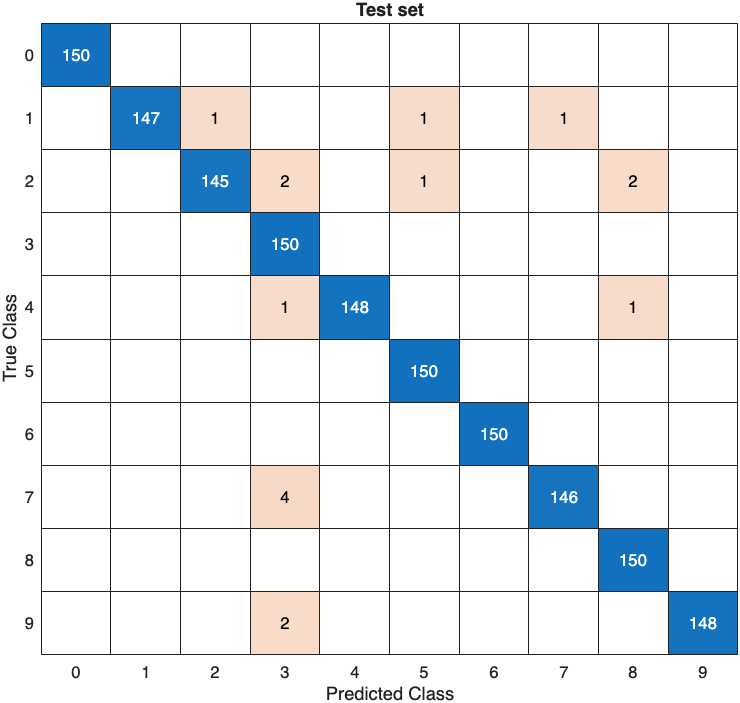 Test set
True Class
0 150
1 147 1 1 1
2 145 2 1 2
3 150
4 1 148 1
5 150
6 150
7 4 146
8 150
9 2 148
0 1 2 3 4 5 6 7 8 9
Predicted Class